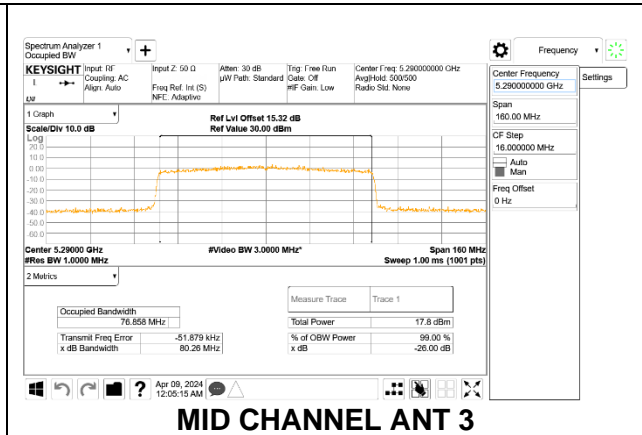 Spectrum Analyzer 1
Occupied BW
Frequency
KEYSIGHT
Input: RF
Coupling: AC
Align: Auto
Input Z: 50 Ω
Freq Ref: Int (S)
NFE: Adaptive
Atten: 30 dB
µW Path: Standard
Trig: Free Run
Gate: Off
#IF Gain: Low
Center Freq: 5.290000000 GHz
Avg|Hold: 500/500
Radio Std: None
Center Frequency
5.290000000 GHz
Settings
Span
160.00 MHz
CF Step
16.000000 MHz
Auto
Man
Freq Offset
0 Hz
1 Graph
Scale/Div 10.0 dB
Ref Lvl Offset 15.32 dB
Ref Value 30.00 dBm
Log
20.0
10.0
0.00
-10.0
-20.0
-30.0
-40.0
-50.0
-60.0
Center 5.29000 GHz
#Video BW 3.0000 MHz*
Span 160 MHz
#Res BW 1.0000 MHz
Sweep 1.00 ms (1001 pts)
2 Metrics
Measure Trace
Trace 1
Occupied Bandwidth
76.858 MHz
Total Power
17.8 dBm
Transmit Freq Error
-51.879 kHz
% of OBW Power
99.00 %
x dB Bandwidth
80.26 MHz
x dB
-26.00 dB
Apr 09, 2024
12:05:15 AM
MID CHANNEL ANT 3